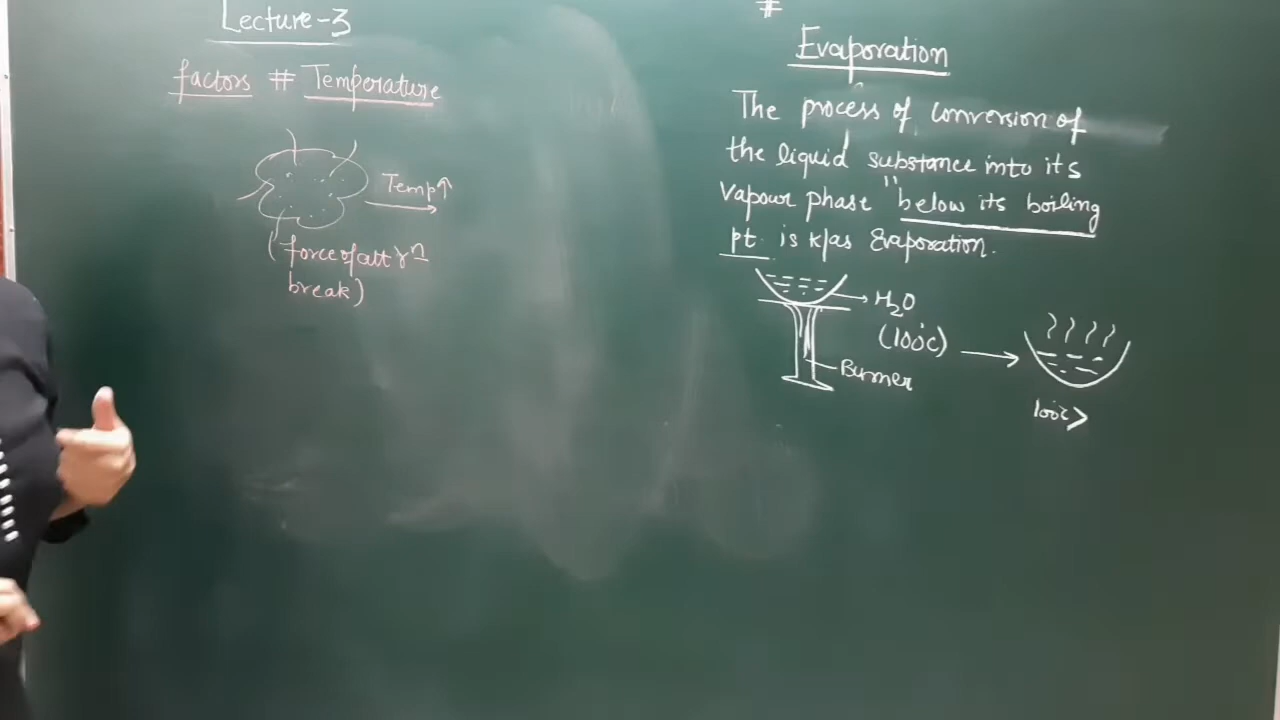 Lecture-3
factors # Temperature
Temp↑
(force of attrn
break)
#
Evaporation
The process of conversion of
the liquid substance into its
Vapour phase "below its boiling
pt. is k/as Evaporation.
H2O
(100°C)
Burner
100°C >